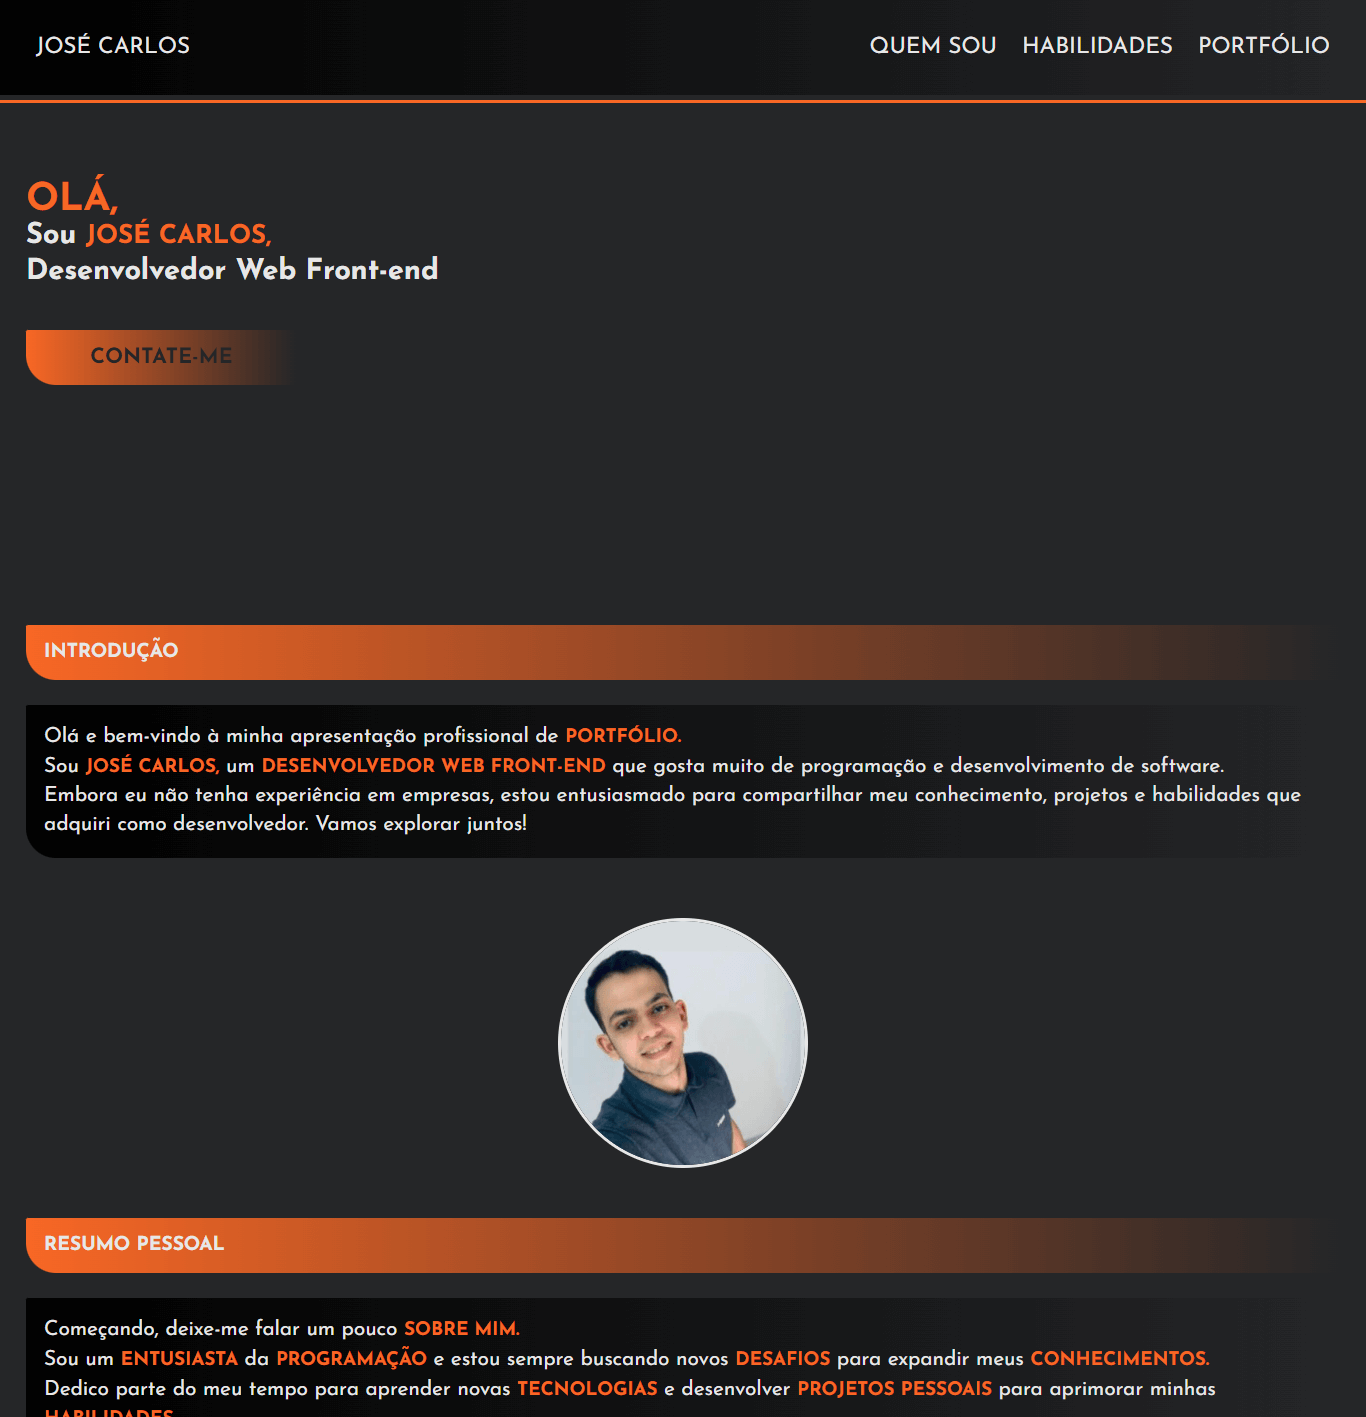 JOSÉ CARLOS QUEM SOU HABILIDADES PORTFÓLIO
OLÁ,
Sou JOSÉ CARLOS,
Desenvolvedor Web Front-end
CONTATE-ME
INTRODUÇÃO
Olá e bem-vindo à minha apresentação profissional de PORTFÓLIO.
Sou JOSÉ CARLOS, um DESENVOLVEDOR WEB FRONT-END que gosta muito de programação e desenvolvimento de software.
Embora eu não tenha experiência em empresas, estou entusiasmado para compartilhar meu conhecimento, projetos e habilidades que
adquiri como desenvolvedor. Vamos explorar juntos!
RESUMO PESSOAL
Começando, deixe-me falar um pouco SOBRE MIM.
Sou um ENTUSIASTA da PROGRAMAÇÃO e estou sempre buscando novos DESAFIOS para expandir meus CONHECIMENTOS.
Dedico parte do meu tempo para aprender novas TECNOLOGIAS e desenvolver PROJETOS PESSOAIS para aprimorar minhas
HABILIDADES